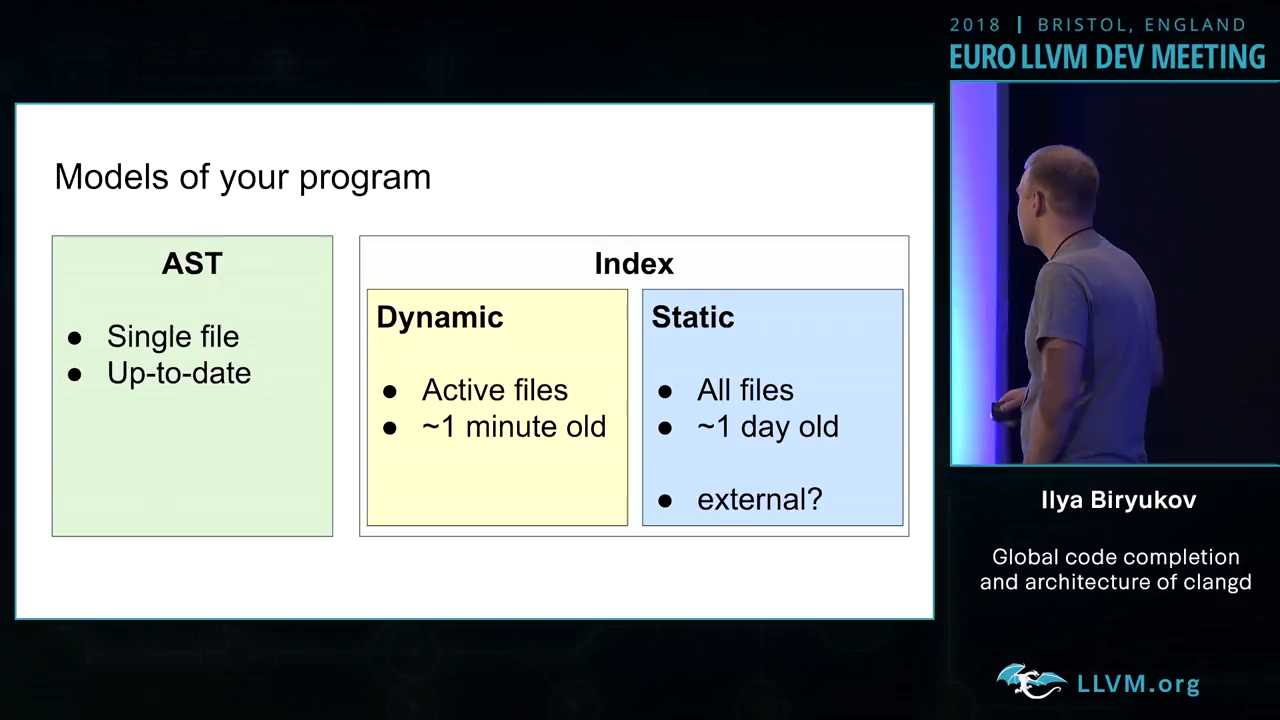 2018 | BRISTOL, ENGLAND
EURO LLVM DEV MEETING
Models of your program
AST
● Single file
● Up-to-date
Index
Dynamic
● Active files
● ~1 minute old
Static
● All files
● ~1 day old
● external?
Ilya Biryukov
Global code completion
and architecture of clangd
LLVM.org